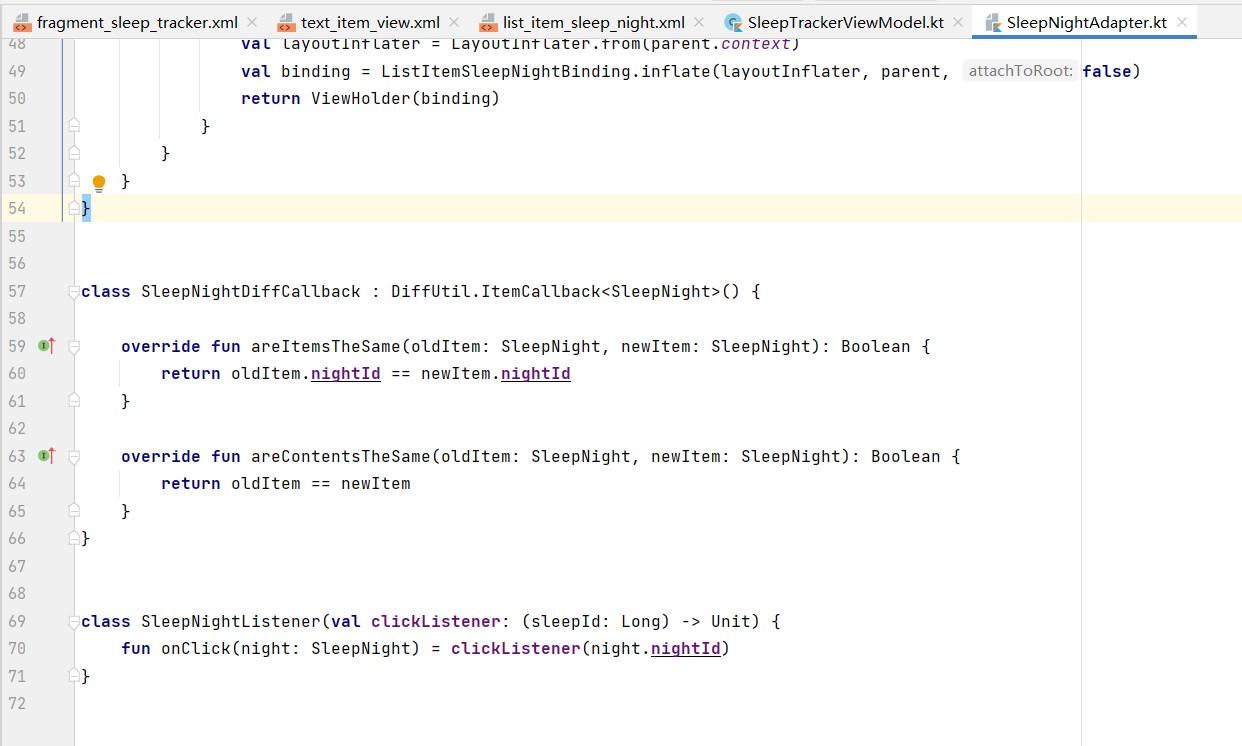 fragment_sleep_tracker.xml text_item_view.xml list_item_sleep_night.xml SleepTrackerViewModel.kt SleepNightAdapter.kt
48 val layoutInflater = LayoutInflater.from(parent.context)
49 val binding = ListItemSleepNightBinding.inflate(layoutInflater, parent, attachToRoot: false)
50 return ViewHolder(binding)
51 }
52 }
53 }
54 }
55
56
57 class SleepNightDiffCallback : DiffUtil.ItemCallback<SleepNight>() {
58
59 override fun areItemsTheSame(oldItem: SleepNight, newItem: SleepNight): Boolean {
60 return oldItem.nightId == newItem.nightId
61 }
62
63 override fun areContentsTheSame(oldItem: SleepNight, newItem: SleepNight): Boolean {
64 return oldItem == newItem
65 }
66 }
67
68
69 class SleepNightListener(val clickListener: (sleepId: Long) -> Unit) {
70 fun onClick(night: SleepNight) = clickListener(night.nightId)
71 }
72